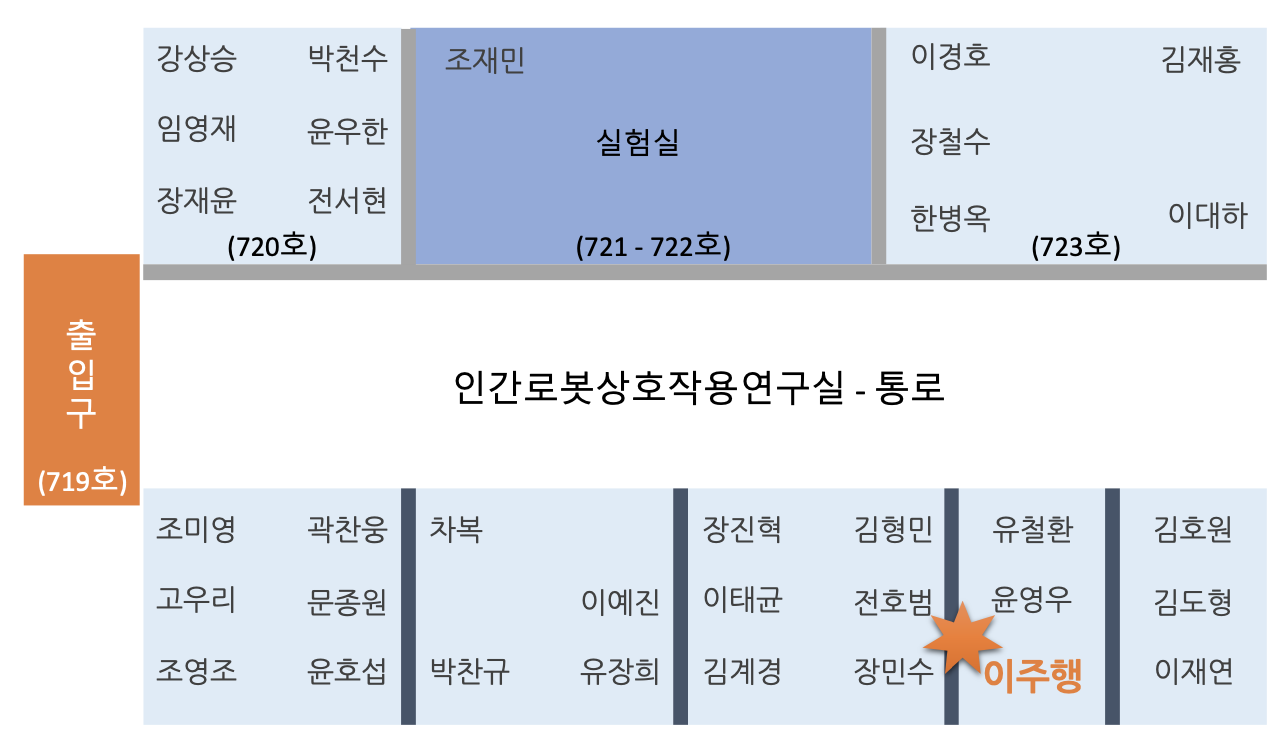 강상승 박천수
임영재 윤우한
장재윤 전서현
(720호)
조재민
실험실
(721 - 722호)
이경호 김재홍
장철수
한병옥 이대하
(723호)
출
입
구
(719호)
인간로봇상호작용연구실 - 통로
조미영 곽찬웅
고우리 문종원
조영조 윤호섭
차복
이예진
박찬규 유장희
장진혁 김형민
이태균 전호범
김계경 장민수
유철환
윤영우
이주행
김호원
김도형
이재연